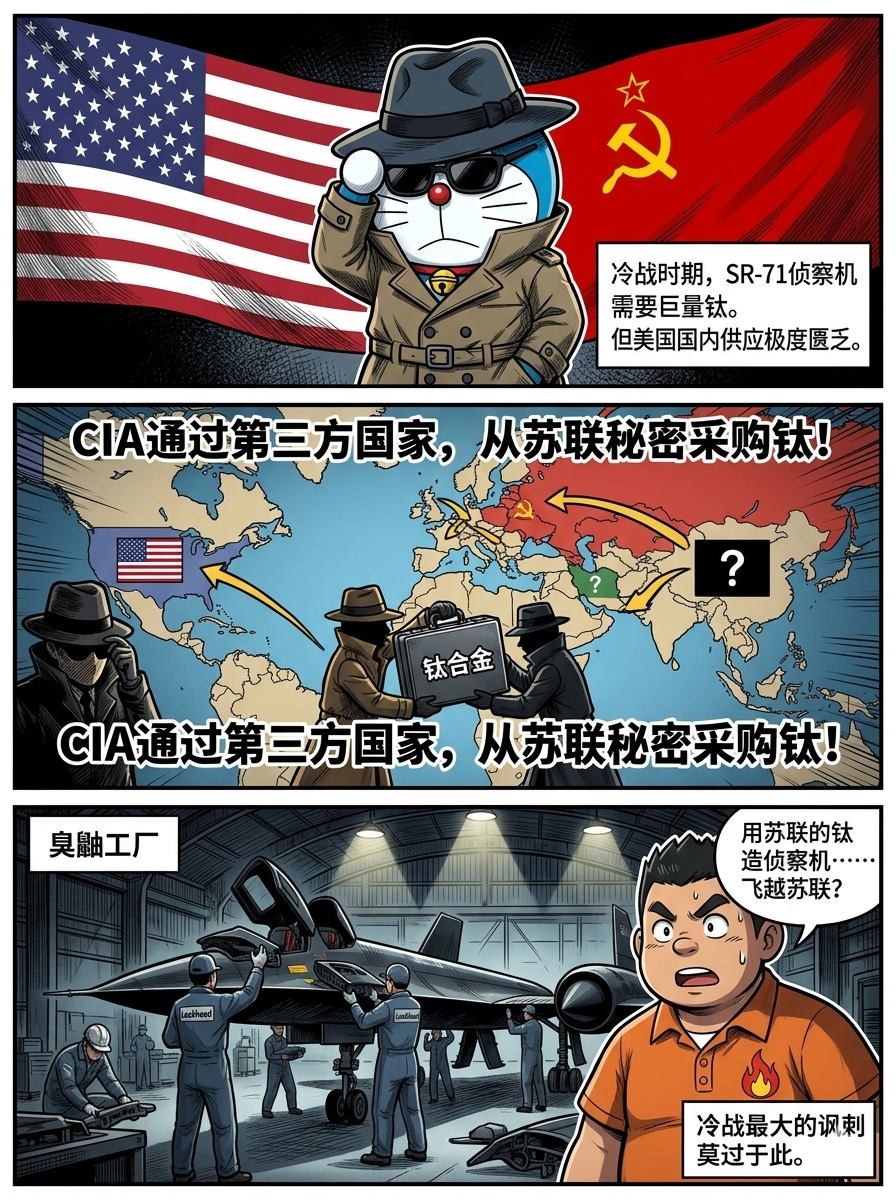 冷战时期，SR-71侦察机
需要巨量钛。
但美国国内供应极度匮乏。
CIA通过第三方国家，从苏联秘密采购钛！
?
?
钛合金
CIA通过第三方国家，从苏联秘密采购钛！
臭鼬工厂
用苏联的钛
造侦察机……
飞越苏联？
Leckheed
冷战最大的讽刺
莫过于此。